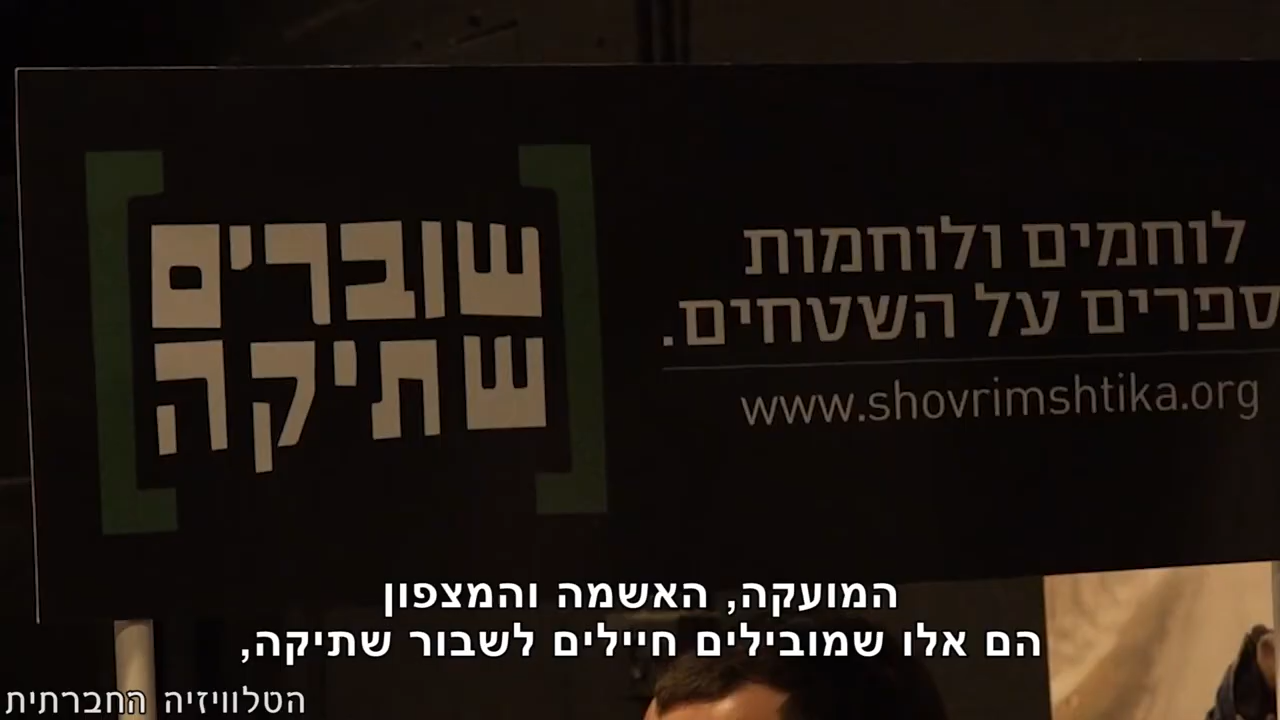 שוברים
שתיקה
לוחמים ולוחמות
מספרים על השטחים.
www.shovrimshtika.org
המועקה, האשמה והמצפון
הם אלו שמובילים חיילים לשבור שתיקה,
הטלוויזיה החברתית